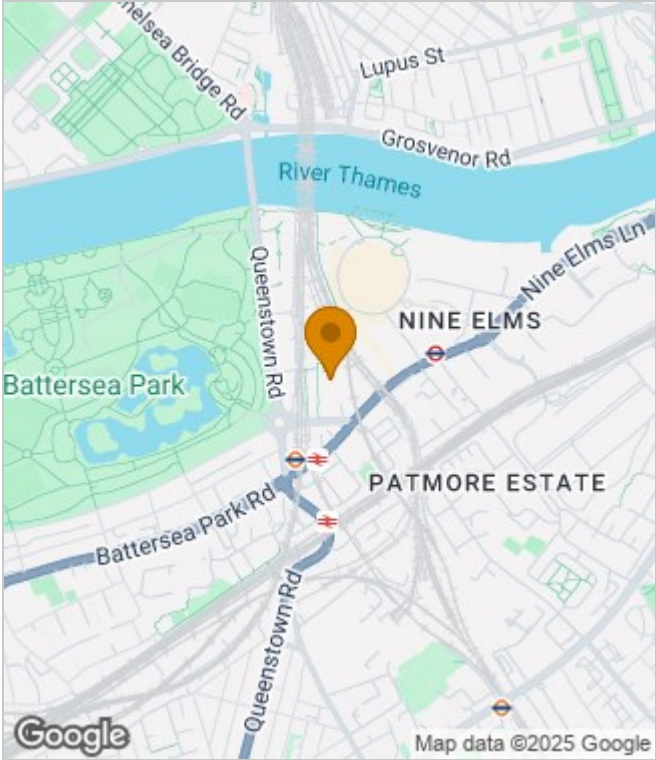 helsea Bridge Rd
Lupus St
Grosvenor Rd
River Thames
Nine Elms Ln
Queenstown Rd
NINE ELMS
Battersea Park
PATMORE ESTATE
Battersea Park Rd
Queenstown Rd
Google
Map data ©2025 Google